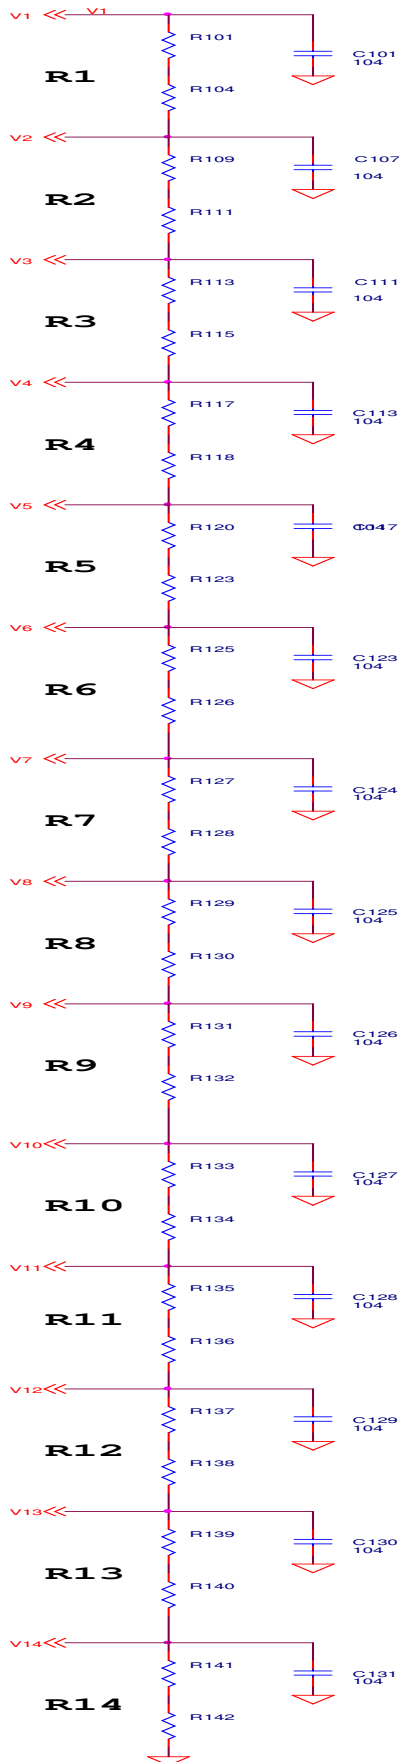 V1 V1
R101
C101
104
R1
R104
V2
R109
C107
104
R2
R111
V3
R113
C111
104
R3
R115
V4
R117
C113
104
R4
R118
V5
R120
R5
R123
V6
R125
C123
104
R6
R126
V7
R127
C124
104
R7
R128
V8
R129
C125
104
R8
R130
V9
R131
C126
104
R9
R132
V10
R133
C127
104
R10
R134
V11
R135
C128
104
R11
R136
V12
R137
C129
104
R12
R138
V13
R139
C130
104
R13
R140
V14
R141
C131
104
R14
R142